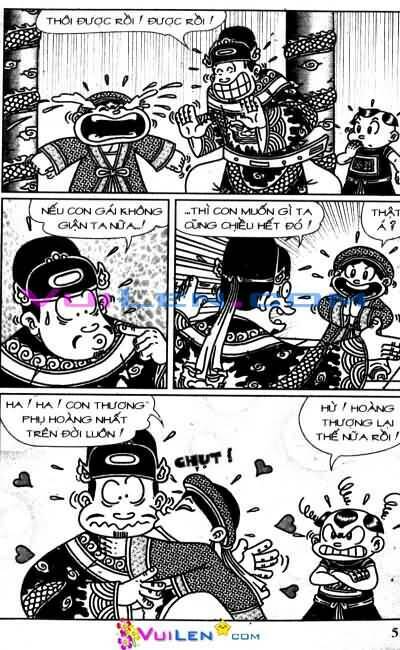 THÔI ĐƯỢC RỒI ! ĐƯỢC RỒI !
NẾU CON GÁI KHÔNG
GIẬN TA NỮA...!
...THÌ CON MUỐN GÌ TA
CŨNG CHIỀU HẾT ĐÓ !
THẬT
Á ?
VUILEN.COM
HA ! HA ! CON THƯƠNG
PHỤ HOÀNG NHẤT
TRÊN ĐỜI LUÔN !
CHỤT !
HỪ ! HOÀNG
THƯỢNG LẠI
THẾ NỮA RỒI !
5
VUILEN.COM